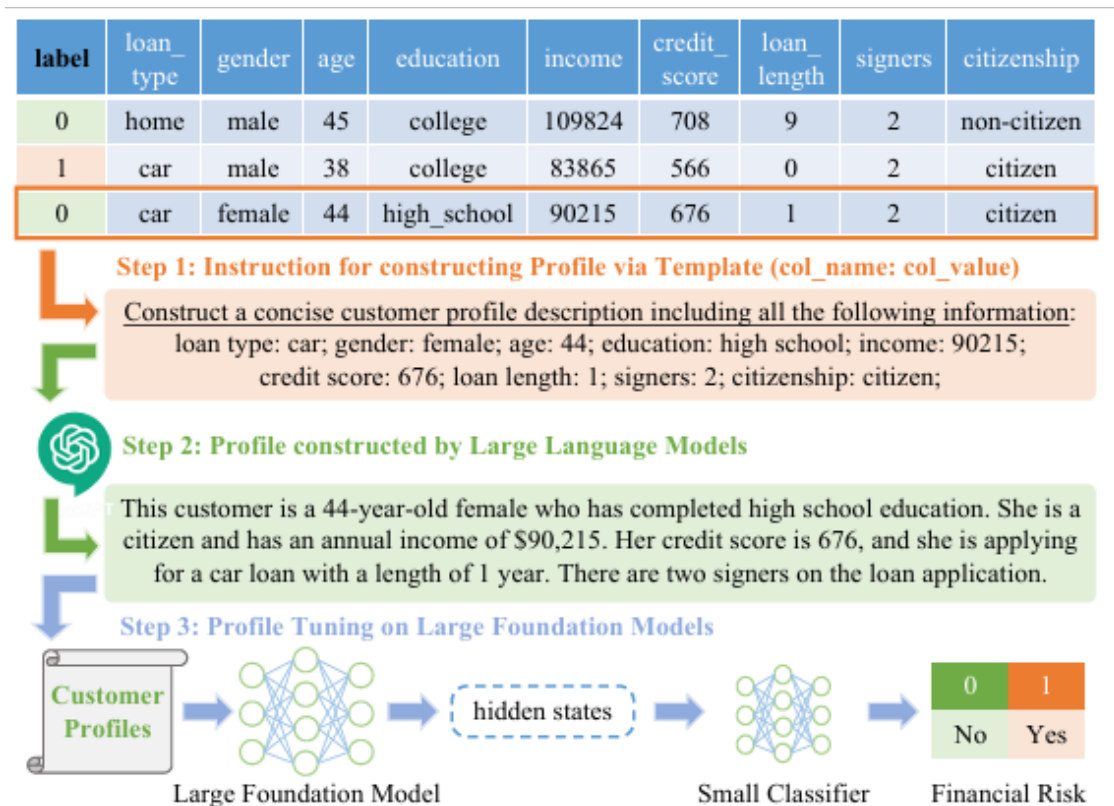 label loan_type gender age education income credit_score loan_length signers citizenship
0 home male 45 college 109824 708 9 2 non-citizen
1 car male 38 college 83865 566 0 2 citizen
0 car female 44 high_school 90215 676 1 2 citizen
Step 1: Instruction for constructing Profile via Template (col_name: col_value)
Construct a concise customer profile description including all the following information:
loan type: car; gender: female; age: 44; education: high school; income: 90215;
credit score: 676; loan length: 1; signers: 2; citizenship: citizen;
Step 2: Profile constructed by Large Language Models
This customer is a 44-year-old female who has completed high school education. She is a
citizen and has an annual income of $90,215. Her credit score is 676, and she is applying
for a car loan with a length of 1 year. There are two signers on the loan application.
Step 3: Profile Tuning on Large Foundation Models
Customer
Profiles
hidden states
0 1
No Yes
Large Foundation Model
Small Classifier
Financial Risk